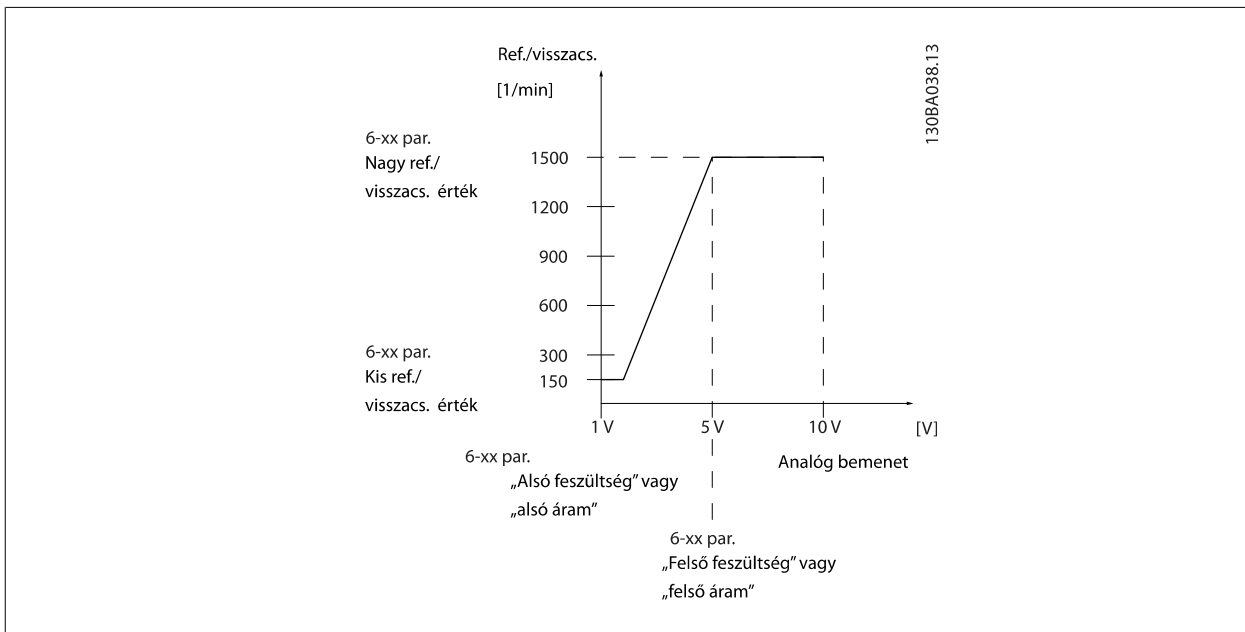 Ref./visszacs.
[1/min]
130BA038.13
6-xx par.
Nagy ref./
visszacs. érték
1500
1200
900
600
300
150
6-xx par.
Kis ref./
visszacs. érték
1 V
5 V
10 V
[V]
6-xx par.
„Alsó feszültség” vagy
„alsó áram”
Analóg bemenet
6-xx par.
„Felső feszültség” vagy
„felső áram”